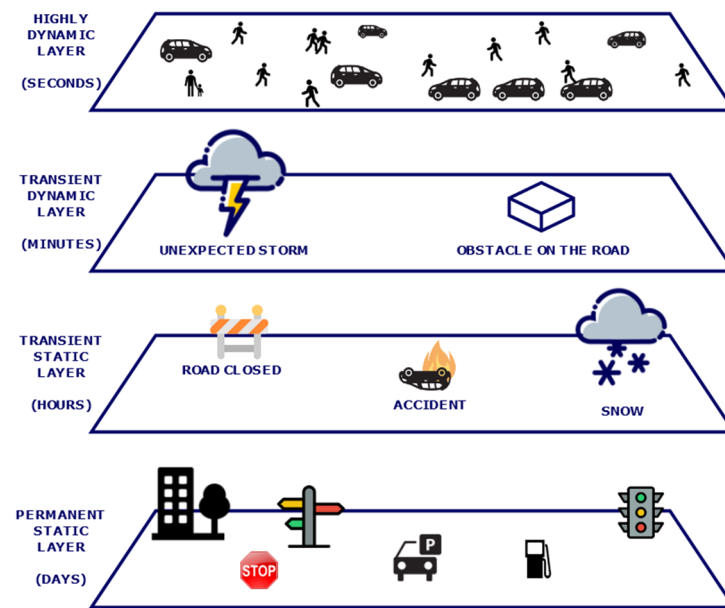 HIGHLY
DYNAMIC
LAYER
(SECONDS)
TRANSIENT
DYNAMIC
LAYER
(MINUTES)
UNEXPECTED STORM
OBSTACLE ON THE ROAD
TRANSIENT
STATIC
LAYER
(HOURS)
ROAD CLOSED
ACCIDENT
SNOW
PERMANENT
STATIC
LAYER
(DAYS)
STOP
P